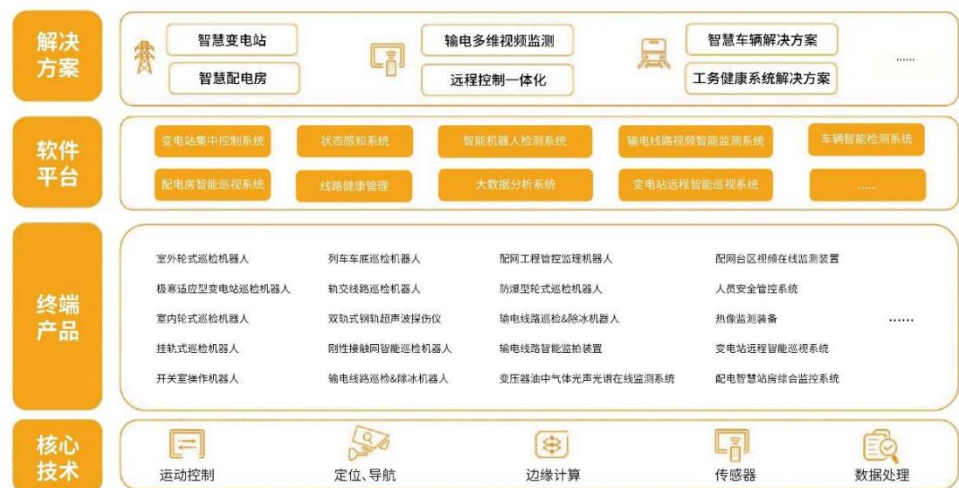 解决
方案
智慧变电站
输电多维视频监测
智慧车辆解决方案
智慧配电房
远程控制一体化
工务健康系统解决方案
......
软件
平台
变电站集中控制系统
状态感知系统
智能机器人检测系统
输电线路视频智能监测系统
车辆智能检测系统
配电房智能巡视系统
线路健康管理
大数据分析系统
变电站远程智能巡视系统
......
终端
产品
室外轮式巡检机器人
列车车底巡检机器人
配网工程管控监理机器人
配网台区视频在线监测装置
极寒适应型变电站巡检机器人
轨交线路巡检机器人
防爆型轮式巡检机器人
人员安全管控系统
室内轮式巡检机器人
双轨式钢轨超声波探伤仪
输电线路巡检&除冰机器人
热像监测装备
......
挂轨式巡检机器人
刚性接触网智能巡检机器人
输电线路智能监拍装置
变电站远程智能巡视系统
开关室操作机器人
输电线路巡检&除冰机器人
变压器油中气体光声光谱在线监测系统
配电智慧站房综合监控系统
核心
技术
运动控制
定位、导航
边缘计算
传感器
数据处理